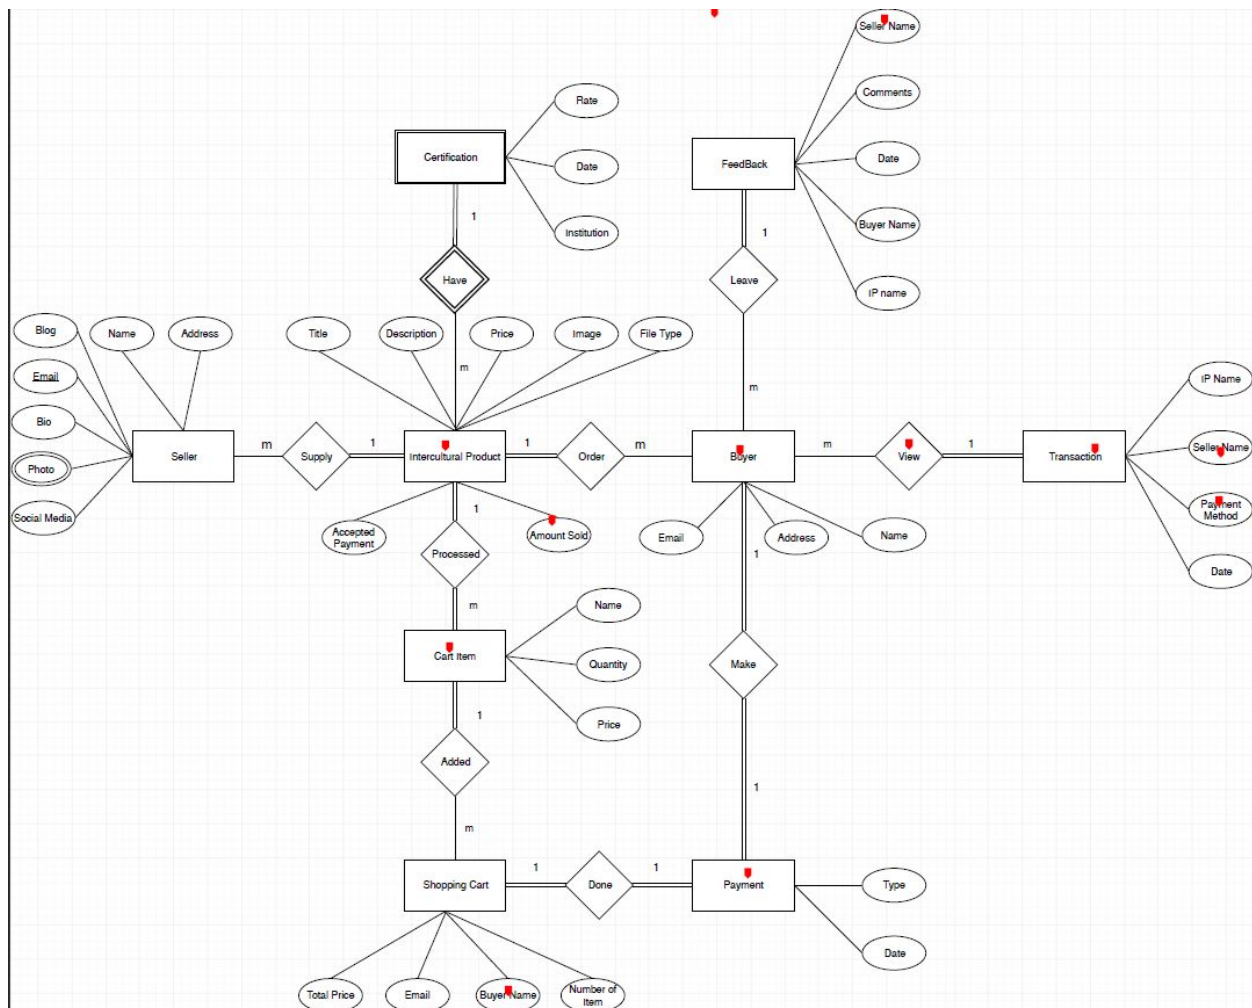 Seller Name
Comments
Date
Buyer Name
IP name
FeedBack
Rate
Date
Institution
Certification
1
1
Have
Leave
Title
Description
Price
Image
File Type
m
m
Blog
Name
Address
Email
Bio
Photo
Social Media
Seller
m
Supply
1
Intercultural Product
1
Order
m
Buyer
m
View
1
Transaction
IP Name
Seller Name
Payment
Method
Date
Accepted
Payment
1
Amount Sold
Email
Address
Name
Processed
1
m
Cart Item
Name
Quantity
Price
Make
1
Added
1
m
Shopping Cart
1
Done
1
Payment
Type
Date
Total Price
Email
Buyer Name
Number of
Item